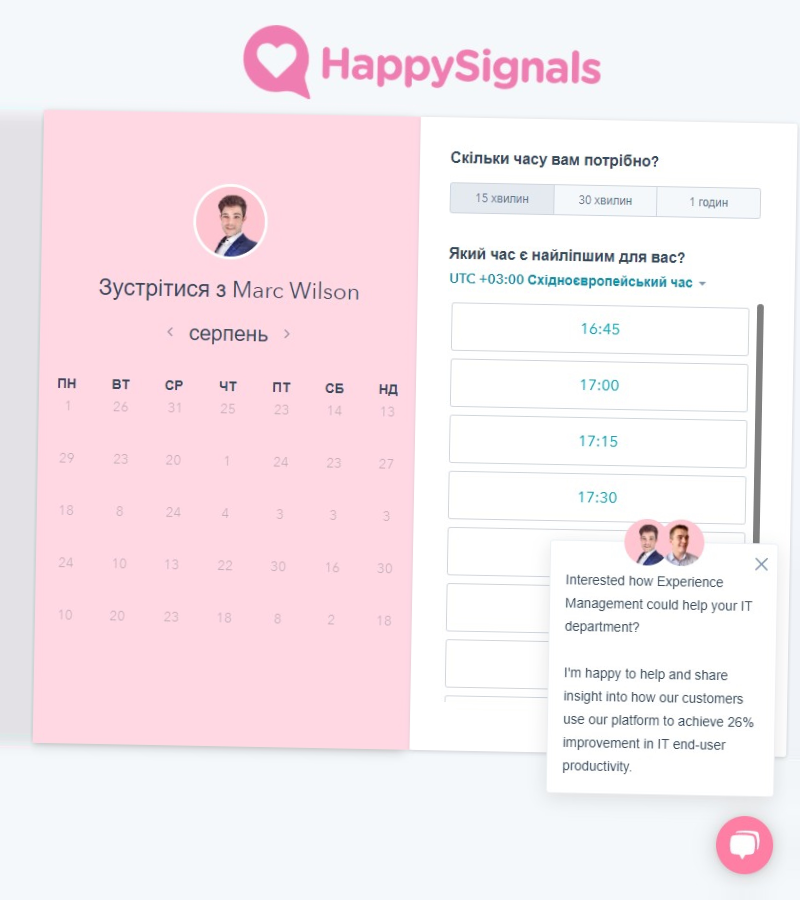 HappySignals
Зустрітися з Marc Wilson
серпень
ПН ВТ СР ЧТ ПТ СБ НД
1 26 31 25 23 14 13
29 23 20 1 24 23 27
18 8 24 4 3 3 3
24 10 13 22 30 16 30
10 20 23 18 8 2 18
Скільки часу вам потрібно?
15 хвилин 30 хвилин 1 годин
Який час є найліпшим для вас?
UTC +03:00 Східноєвропейський час
16:45
17:00
17:15
17:30
Interested how Experience
Management could help your IT
department?
I'm happy to help and share
insight into how our customers
use our platform to achieve 26%
improvement in IT end-user
productivity.